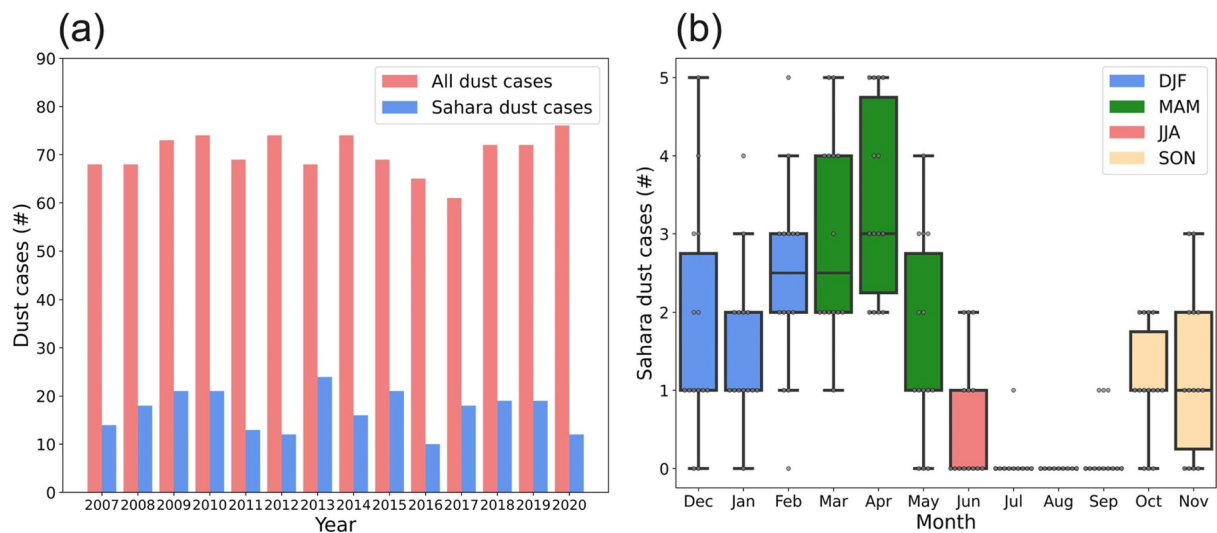 (a)
90
80
70
60
50
40
30
20
10
0
Dust cases (#)
All dust cases
Sahara dust cases
2007 2008 2009 2010 2011 2012 2013 2014 2015 2016 2017 2018 2019 2020
Year
(b)
5
4
3
2
1
0
Sahara dust cases (#)
DJF
MAM
JJA
SON
Dec Jan Feb Mar Apr May Jun Jul Aug Sep Oct Nov
Month